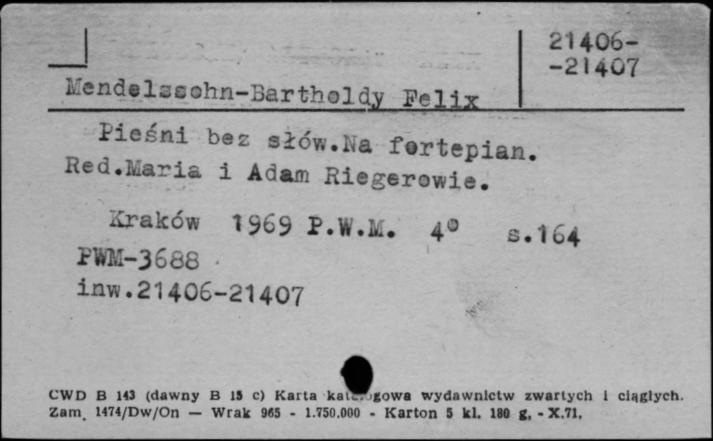 21406-
-21407
Mendelssohn-Bartholdy Felix
Pieśni bez słów.Na fortepian.
Red.Maria i Adam Riegerowie.
Kraków 1969 P.W.M. 4° s.164
PWM-3688
inw.21406-21407
CWD B 143 (dawny B 15 c) Karta katalogowa wydawnictw zwartych i ciągłych.
Zam. 1474/Dw/On — Wrak 965 - 1.750.000 - Karton 5 kl. 180 g. - X.71.